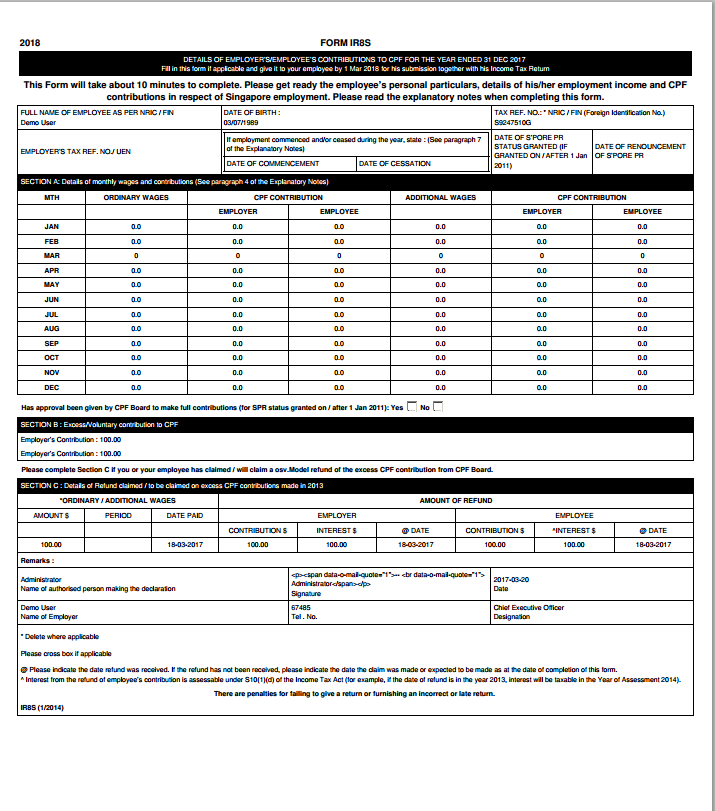 2018 FORM IR8S
DETAILS OF EMPLOYER'S/EMPLOYEE'S CONTRIBUTIONS TO CPF FOR THE YEAR ENDED 31 DEC 2017
Fill in this form if applicable and give it to your employee by 1 Mar 2018 for his submission together with his Income Tax Return
This Form will take about 10 minutes to complete. Please get ready the employee's personal particulars, details of his/her employment income and CPF
contributions in respect of Singapore employment. Please read the explanatory notes when completing this form.
FULL NAME OF EMPLOYEE AS PER NRIC / FIN DATE OF BIRTH : TAX REF. NO.: * NRIC / FIN (Foreign Identification No.)
Demo User 03/07/1989 S9247510G
EMPLOYER'S TAX REF. NO./ UEN
If employment commenced and/or ceased during the year, state : (See paragraph 7
of the Explanatory Notes)
DATE OF COMMENCEMENT DATE OF CESSATION
DATE OF S'PORE PR
STATUS GRANTED (IF
GRANTED ON / AFTER 1 Jan
2011)
DATE OF RENOUNCEMENT
OF S'PORE PR
SECTION A: Details of monthly wages and contributions (See paragraph 4 of the Explanatory Notes)
MTH ORDINARY WAGES CPF CONTRIBUTION ADDITIONAL WAGES CPF CONTRIBUTION
EMPLOYER EMPLOYEE EMPLOYER EMPLOYEE
JAN 0.0 0.0 0.0 0.0 0.0 0.0
FEB 0.0 0.0 0.0 0.0 0.0 0.0
MAR 0 0 0 0 0 0
APR 0.0 0.0 0.0 0.0 0.0 0.0
MAY 0.0 0.0 0.0 0.0 0.0 0.0
JUN 0.0 0.0 0.0 0.0 0.0 0.0
JUL 0.0 0.0 0.0 0.0 0.0 0.0
AUG 0.0 0.0 0.0 0.0 0.0 0.0
SEP 0.0 0.0 0.0 0.0 0.0 0.0
OCT 0.0 0.0 0.0 0.0 0.0 0.0
NOV 0.0 0.0 0.0 0.0 0.0 0.0
DEC 0.0 0.0 0.0 0.0 0.0 0.0
Has approval been given by CPF Board to make full contributions (for SPR status granted on / after 1 Jan 2011): Yes No
SECTION B : Excess/Voluntary contribution to CPF
Employer's Contribution : 100.00
Employer's Contribution : 100.00
Please complete Section C if you or your employee has claimed / will claim a osv.Model refund of the excess CPF contribution from CPF Board.
SECTION C : Details of Refund claimed / to be claimed on excess CPF contributions made in 2013
*ORDINARY / ADDITIONAL WAGES AMOUNT OF REFUND
AMOUNT $ PERIOD DATE PAID EMPLOYER EMPLOYEE
CONTRIBUTION $ INTEREST $ @ DATE CONTRIBUTION $ ^INTEREST $ @ DATE
100.00 18-03-2017 100.00 100.00 18-03-2017 100.00 100.00 18-03-2017
Remarks :
Administrator
Name of authorised person making the declaration
<p><span data-o-mail-quote="1">-- <br data-o-mail-quote="1">
Administrator</span></p>
Signature
2017-03-20
Date
Demo User 67485 Chief Executive Officer
Name of Employer Tel . No. Designation
* Delete where applicable
Please cross box if applicable
@ Please indicate the date refund was received. If the refund has not been received, please indicate the date the claim was made or expected to be made as at the date of completion of this form.
^ Interest from the refund of employee's contribution is assessable under S10(1)(d) of the Income Tax Act (for example, if the date of refund is in the year 2013, interest will be taxable in the Year of Assessment 2014).
There are penalties for failing to give a return or furnishing an incorrect or late return.
IR8S (1/2014)